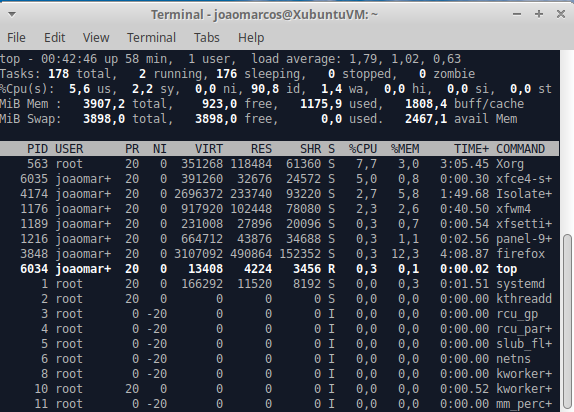 Terminal - joaomarcos@XubuntuVM: ~
File Edit View Terminal Tabs Help
top - 00:42:46 up 58 min,  1 user,  load average: 1,79, 1,02, 0,63
Tasks: 178 total,   2 running, 176 sleeping,   0 stopped,   0 zombie
%Cpu(s):  5,6 us,  2,2 sy,  0,0 ni, 90,8 id,  1,4 wa,  0,0 hi,  0,0 si,  0,0 st
MiB Mem :   3907,2 total,    923,0 free,   1175,9 used,   1808,4 buff/cache
MiB Swap:   3898,0 total,   3898,0 free,      0,0 used.   2467,1 avail Mem
PID USER      PR  NI    VIRT    RES    SHR S  %CPU  %MEM     TIME+ COMMAND
563 root      20   0  351268 118484  61360 S   7,7   3,0   3:05.45 Xorg
6035 joaomar+  20   0  391260  32676  24572 S   5,0   0,8   0:00.30 xfce4-s+
4174 joaomar+  20   0 2696372 233740  93220 S   2,7   5,8   1:49.68 Isolate+
1176 joaomar+  20   0  917920 102448  78080 S   2,3   2,6   0:40.50 xfwm4
1189 joaomar+  20   0  231008  27896  20096 S   0,3   0,7   0:00.54 xfsetti+
1216 joaomar+  20   0  664712  43876  34688 S   0,3   1,1   0:02.56 panel-9+
3848 joaomar+  20   0 3107092 490864 152352 S   0,3  12,3   4:08.87 firefox
6034 joaomar+  20   0   13408   4224   3456 R   0,3   0,1   0:00.02 top
1 root      20   0  166292  11520   8192 S   0,0   0,3   0:01.51 systemd
2 root      20   0       0      0      0 S   0,0   0,0   0:00.00 kthreadd
3 root       0 -20       0      0      0 I   0,0   0,0   0:00.00 rcu_gp
4 root       0 -20       0      0      0 I   0,0   0,0   0:00.00 rcu_par+
5 root       0 -20       0      0      0 I   0,0   0,0   0:00.00 slub_fl+
6 root       0 -20       0      0      0 I   0,0   0,0   0:00.00 netns
8 root       0 -20       0      0      0 I   0,0   0,0   0:00.00 kworker+
10 root      20   0       0      0      0 I   0,0   0,0   0:00.52 kworker+
11 root       0 -20       0      0      0 I   0,0   0,0   0:00.00 mm_perc+